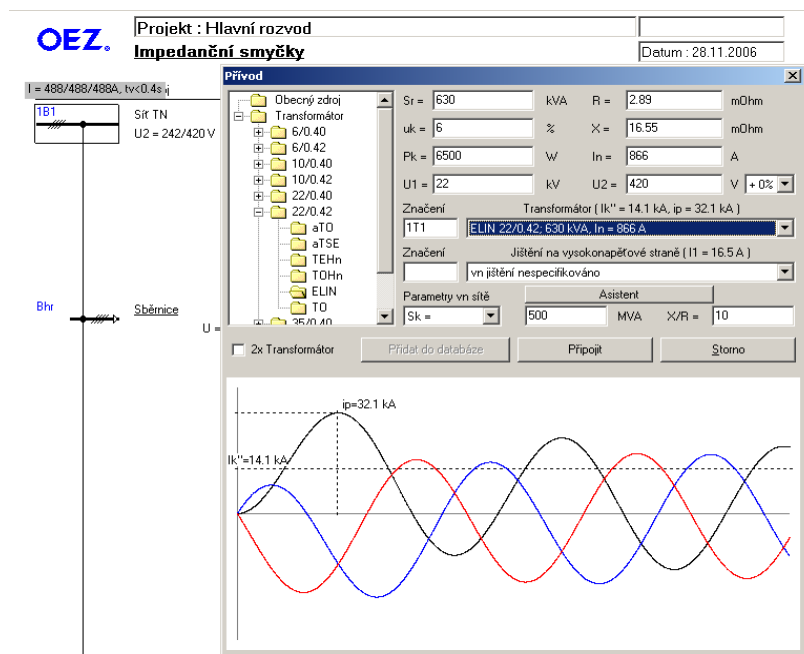 OEZ.
Projekt : Hlavní rozvod
Impedanční smyčky
Datum : 28.11.2006
I = 488/488/488A, tv<0.4s
1B1
Síť TN
U2 = 242/420 V
Bhr
Sběrnice
U =
Přívod
Obecný zdroj
Transformátor
6/0.40
6/0.42
10/0.40
10/0.42
22/0.40
22/0.42
aTO
aTSE
TEHn
TOHn
ELIN
TO
35/0.40
Sr = 630 kVA R = 2.89 mOhm
uk = 6 % X = 16.55 mOhm
Pk = 6500 W In = 866 A
U1 = 22 kV U2 = 420 V + 0%
Značení Transformátor ( Ik'' = 14.1 kA, ip = 32.1 kA )
1T1 ELIN 22/0.42; 630 kVA, In = 866 A
Značení Jištění na vysokonapěťové straně ( I1 = 16.5 A )
vn jištění nespecifikováno
Parametry vn sítě Asistent
Sk = 500 MVA X/R = 10
2x Transformátor Přidat do databáze Připojit Storno
ip=32.1 kA
Ik''=14.1 kA